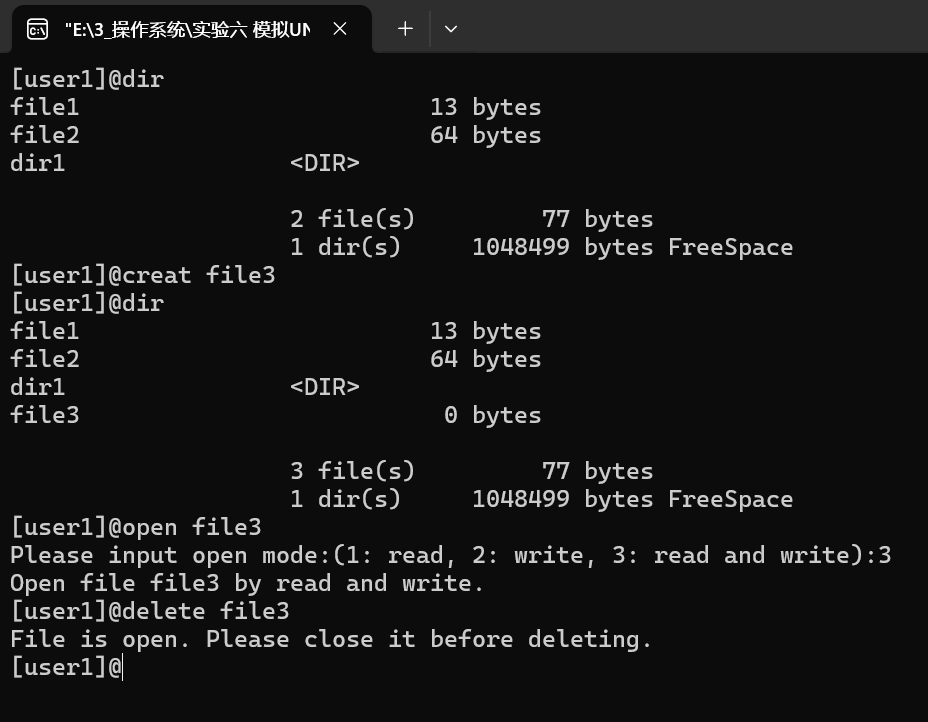 "E:\3_操作系统\实验六 模拟UN
[user1]@dir
file1                         13 bytes
file2                         64 bytes
dir1                <DIR>
                    2 file(s)         77 bytes
                    1 dir(s)     1048499 bytes FreeSpace
[user1]@creat file3
[user1]@dir
file1                         13 bytes
file2                         64 bytes
dir1                <DIR>
file3                          0 bytes
                    3 file(s)         77 bytes
                    1 dir(s)     1048499 bytes FreeSpace
[user1]@open file3
Please input open mode:(1: read, 2: write, 3: read and write):3
Open file file3 by read and write.
[user1]@delete file3
File is open. Please close it before deleting.
[user1]@